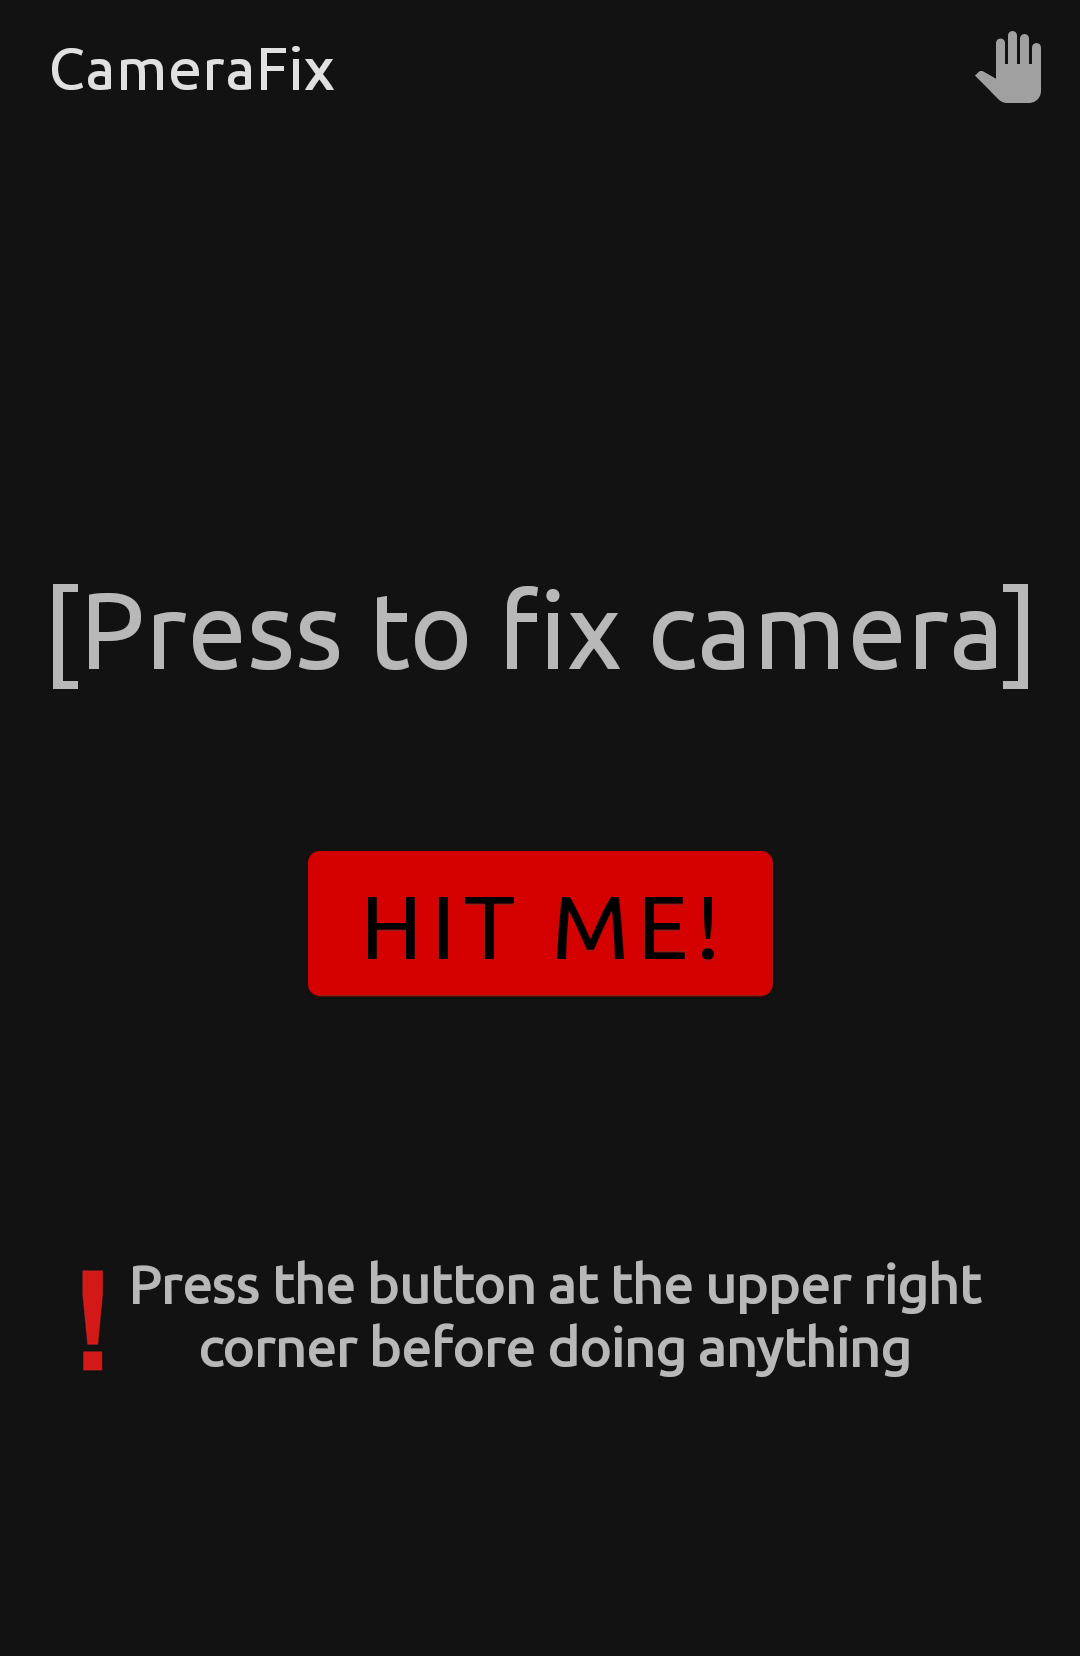 CameraFix
[Press to fix camera]
HIT ME!
! Press the button at the upper right
corner before doing anything